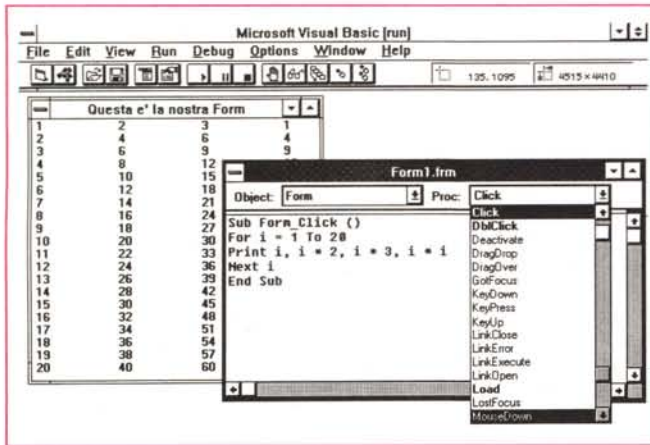 Microsoft Visual Basic [run]
File Edit View Run Debug Options Window Help
135.1095 4515×4410
Questa e' la nostra Form
1 2 3 1
2 4 6 4
3 6 9 9
4 8 12
5 10 15
6 12 18
7 14 21
8 16 24
9 18 27
10 20 30
11 22 33
12 24 36
13 26 39
14 28 42
15 30 45
16 32 48
17 34 51
18 36 54
19 38 57
20 40 60
Form1.frm
Object: Form Proc: Click
Sub Form_Click ()
For i = 1 To 20
Print i, i * 2, i * 3, i * i
Next i
End Sub
Click
DblClick
Deactivate
DragDrop
DragOver
GotFocus
KeyDown
KeyPress
KeyUp
LinkClose
LinkError
LinkExecute
LinkOpen
Load
LostFocus
MouseDown